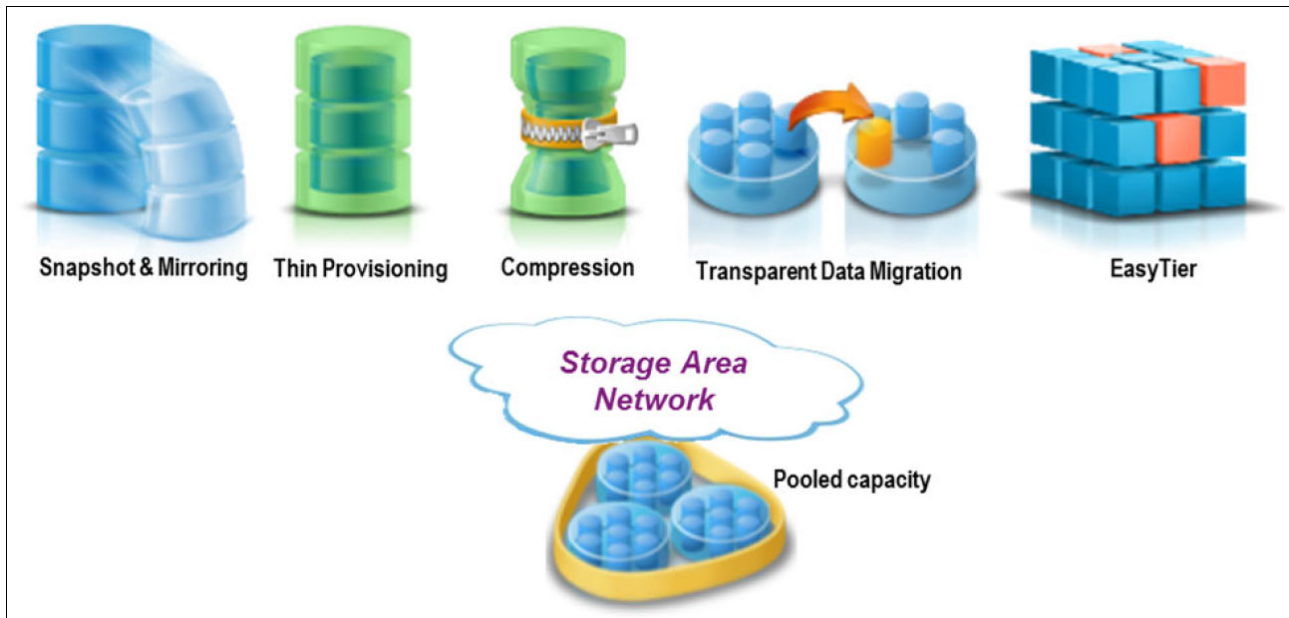 Snapshot & Mirroring
Thin Provisioning
Compression
Transparent Data Migration
EasyTier
Storage Area
Network
Pooled capacity